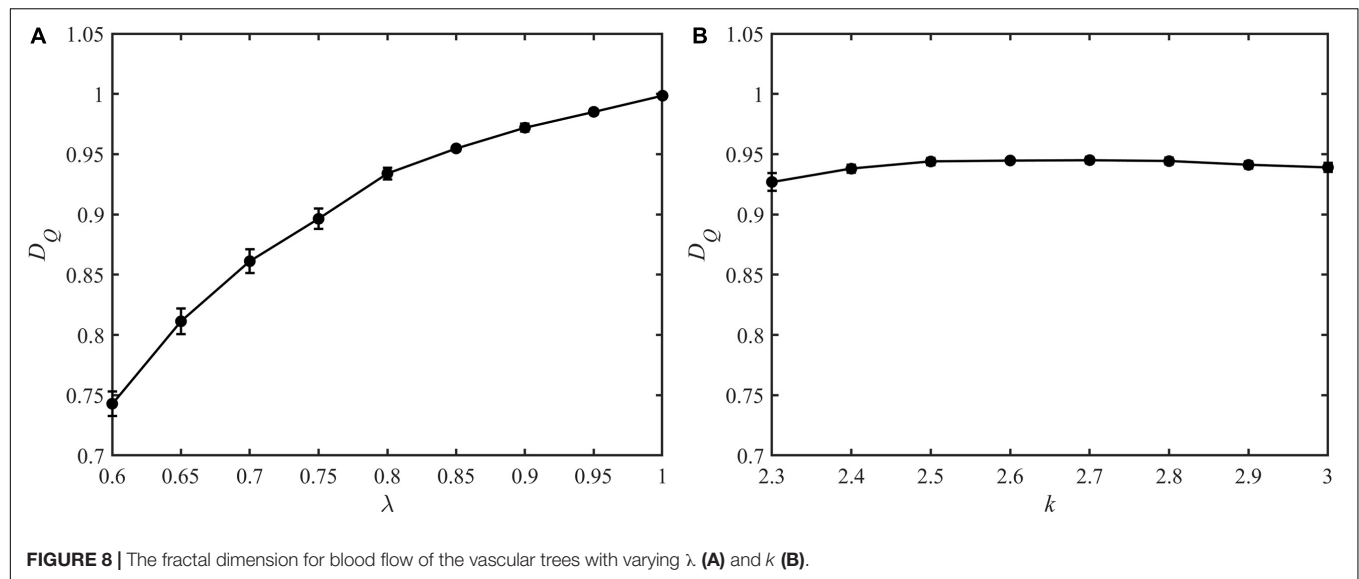 A
1.05
1
0.95
0.9
0.85
0.8
0.75
0.7
D_Q
0.6 0.65 0.7 0.75 0.8 0.85 0.9 0.95 1
λ
B
1.05
1
0.95
0.9
0.85
0.8
0.75
0.7
D_Q
2.3 2.4 2.5 2.6 2.7 2.8 2.9 3
k
FIGURE 8 | The fractal dimension for blood flow of the vascular trees with varying λ (A) and k (B).